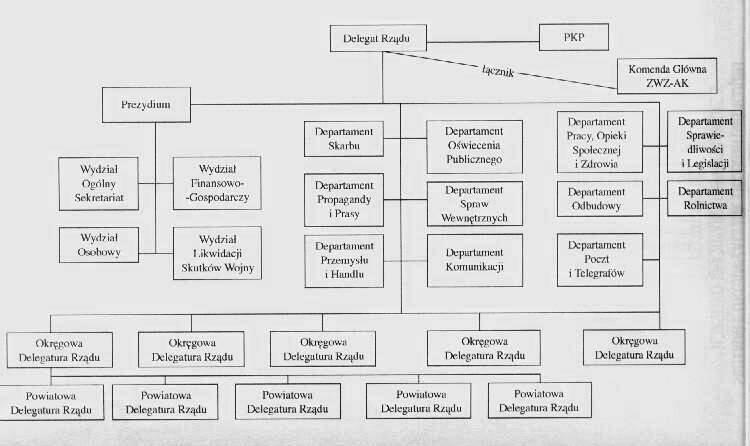 Delegat Rządu
PKP
łącznik
Komenda Główna
ZWZ-AK
Prezydium
Departament
Skarbu
Departament
Oświecenia
Publicznego
Departament
Pracy, Opieki
Społecznej
i Zdrowia
Departament
Sprawie-
dliwości
i Legislacji
Wydział
Ogólny
Sekretariat
Wydział
Finansowo-
-Gospodarczy
Departament
Propagandy
i Prasy
Departament
Spraw
Wewnętrznych
Departament
Odbudowy
Departament
Rolnictwa
Wydział
Osobowy
Wydział
Likwidacji
Skutków Wojny
Departament
Przemysłu
i Handlu
Departament
Komunikacji
Departament
Poczt
i Telegrafów
Okręgowa
Delegatura Rządu
Okręgowa
Delegatura Rządu
Okręgowa
Delegatura Rządu
Okręgowa
Delegatura Rządu
Okręgowa
Delegatura Rządu
Powiatowa
Delegatura Rządu
Powiatowa
Delegatura Rządu
Powiatowa
Delegatura Rządu
Powiatowa
Delegatura Rządu
Powiatowa
Delegatura Rządu